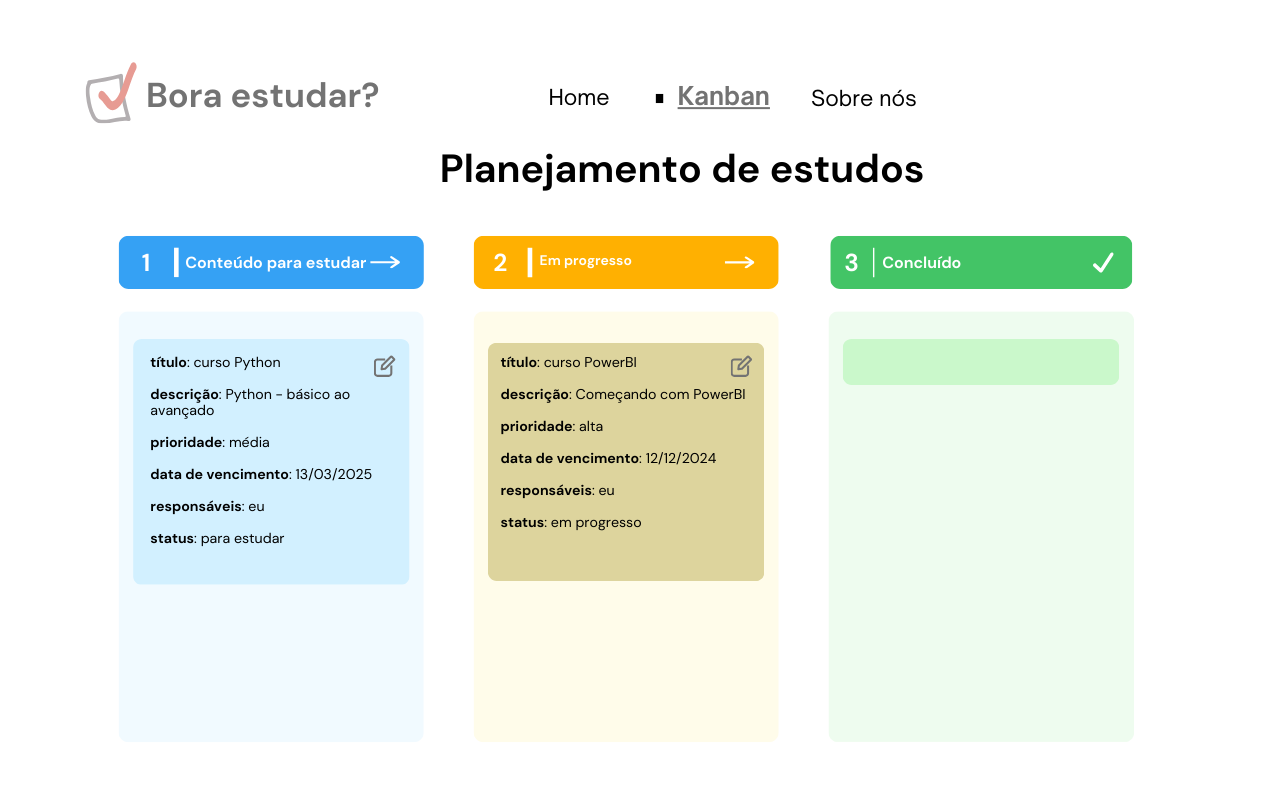 Bora estudar?
Home
Kanban
Sobre nós
Planejamento de estudos
1 Conteúdo para estudar
2 Em progresso
3 Concluído
título: curso Python
descrição: Python - básico ao
avançado
prioridade: média
data de vencimento: 13/03/2025
responsáveis: eu
status: para estudar
título: curso PowerBI
descrição: Começando com PowerBI
prioridade: alta
data de vencimento: 12/12/2024
responsáveis: eu
status: em progresso